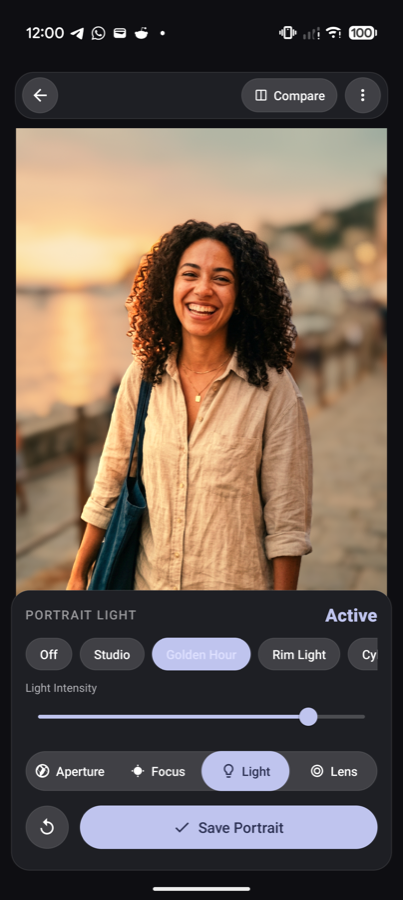 12:00
100
Compare
PORTRAIT LIGHT
Active
Off
Studio
Golden Hour
Rim Light
Cy
Light Intensity
Aperture
Focus
Light
Lens
Save Portrait